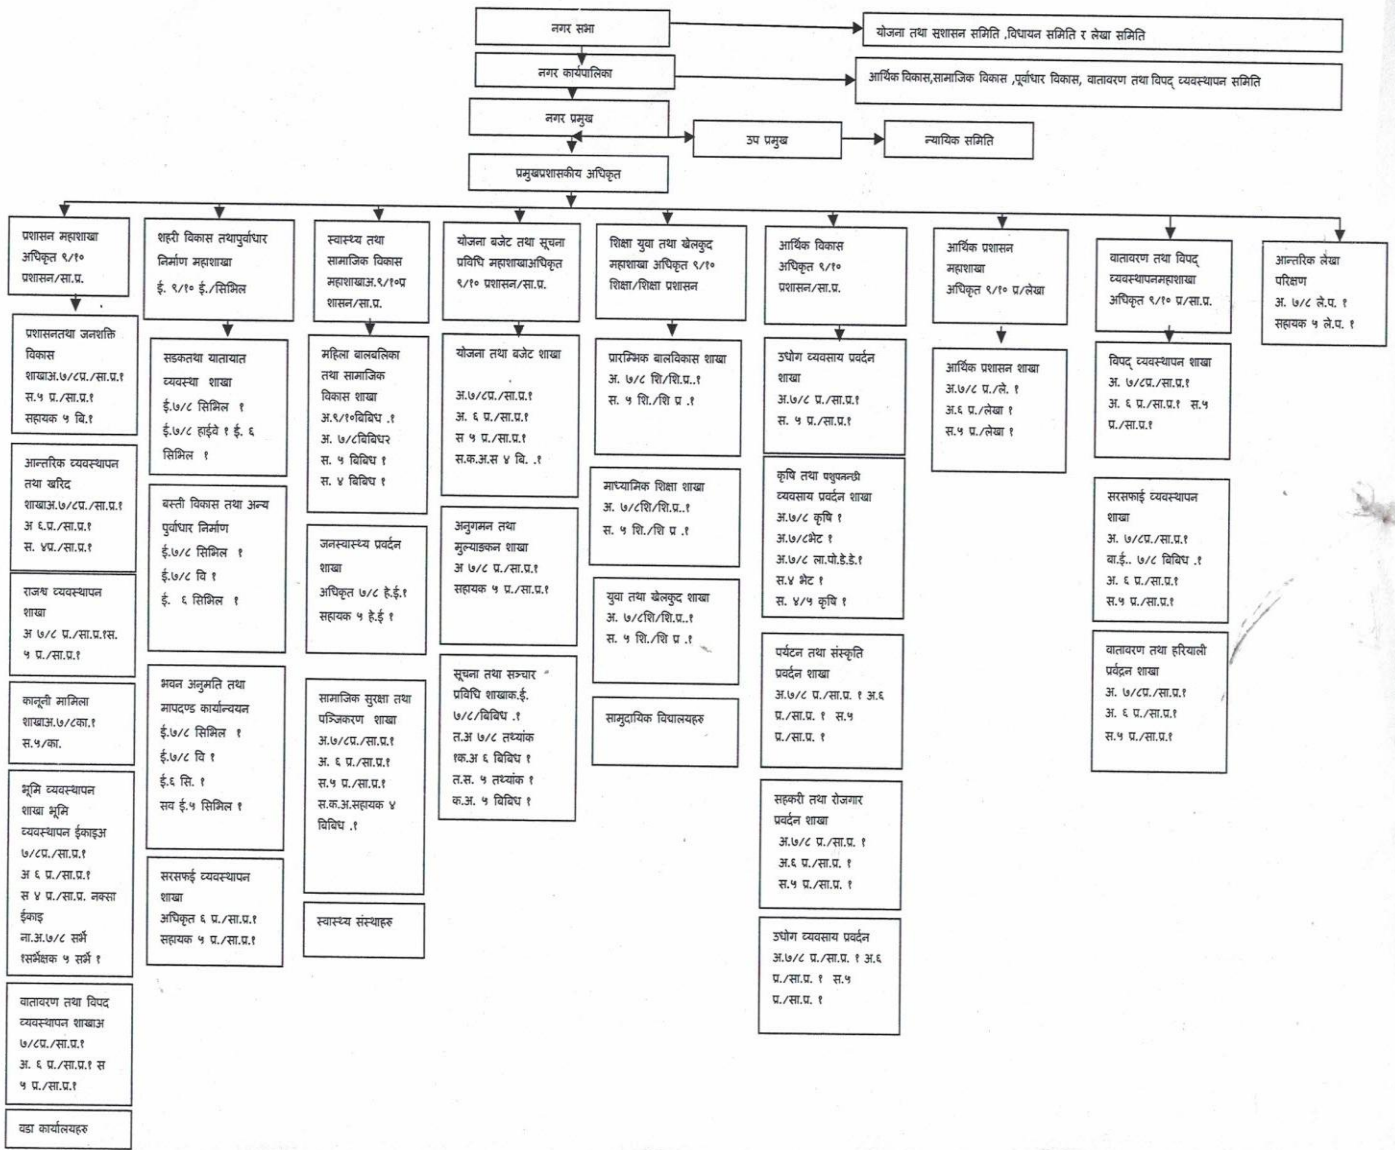 नगर सभा
योजना तथा सुशासन समिति ,विधायन समिति र लेखा समिति
नगर कार्यपालिका
आर्थिक विकास,सामाजिक विकास ,पूर्वाधार विकास, वातावरण तथा विपद् व्यवस्थापन समिति
नगर प्रमुख
उप प्रमुख
न्यायिक समिति
प्रमुखप्रशासकीय अधिकृत
प्रशासन महाशाखा
अधिकृत ९/१०
प्रशासन/सा.प्र.
प्रशासनतथा जनशक्ति
विकास
शाखाअ.७/८प्र./सा.प्र.१
स.५ प्र./सा.प्र.१
सहायक ५ बि.१
आन्तरिक व्यवस्थापन
तथा खरिद
शाखाअ.७/८प्र./सा.प्र.१
अ ६.प्र./सा.प्र.१
स. ४प्र./सा.प्र.१
राजश्व व्यवस्थापन
शाखा
अ ७/८ प्र./सा.प्र.१स.
५ प्र./सा.प्र.१
कानूनी मामिला
शाखाअ.७/८का.१
स.५/का.
भूमि व्यवस्थापन
शाखा भूमि
व्यवस्थापन ईकाइअ
७/८प्र./सा.प्र.१
अ ६ प्र./सा.प्र.१
स ४ प्र./सा.प्र. नक्सा
ईकाइ
ना.अ.७/८ सर्भे
१सर्भेक्षक ५ सर्भे १
वातावरण तथा विपद
व्यवस्थापन शाखाअ
७/८प्र./सा.प्र.१
अ. ६ प्र./सा.प्र.१ स
५ प्र./सा.प्र.१
वडा कार्यालयहरु
शहरी विकास तथापुर्वाधार
निर्माण महाशाखा
ई. ९/१० ई./सिभिल
सडकतथा यातायात
व्यवस्था शाखा
ई.७/८ सिभिल १
ई.७/८ हाईवे १ ई. ६
सिभिल १
बस्ती विकास तथा अन्य
पुर्वाधार निर्माण
ई.७/८ सिभिल १
ई.७/८ वि १
ई. ६ सिभिल १
भवन अनुमति तथा
मापदण्ड कार्यान्वयन
ई.७/८ सिभिल १
ई.७/८ वि १
ई.६ सि. १
सव ई.५ सिभिल १
सरसफई व्यवस्थापन
शाखा
अधिकृत ६ प्र./सा.प्र.१
सहायक ५ प्र./सा.प्र.१
स्वास्थ्य तथा
सामाजिक विकास
महाशाखाअ.९/१०प्र
शासन/सा.प्र.
महिला बालबलिका
तथा सामाजिक
विकास शाखा
अ.९/१०बिबिध .१
अ. ७/८बिबिध२
स. ५ बिबिध १
स. ४ बिबिध १
जनस्वास्थ्य प्रवर्दन
शाखा
अधिकृत ७/८ हे.ई.१
सहायक ५ हे.ई १
सामाजिक सुरक्षा तथा
पञ्जिकरण शाखा
अ.७/८प्र./सा.प्र.१
अ. ६ प्र./सा.प्र.१
स.५ प्र./सा.प्र.१
स.क.अ.सहायक ४
बिबिध .१
स्वास्थ्य संस्थाहरु
योजना बजेट तथा सूचना
प्रविधि महाशाखाअधिकृत
९/१० प्रशासन/सा.प्र.
योजना तथा बजेट शाखा
अ.७/८प्र./सा.प्र.१
अ. ६ प्र./सा.प्र.१
स ५ प्र./सा.प्र.१
स.क.अ.स ४ बि. .१
अनुगमन तथा
मुल्याङकन शाखा
अ ७/८ प्र./सा.प्र.१
सहायक ५ प्र./सा.प्र.१
सूचना तथा सञ्चार
प्रविधि शाखाक.ई.
७/८/बिबिध .१
त.अ ७/८ तथ्यांक
१क.अ ६ बिबिध १
त.स. ५ तथ्यांक १
क.अ. ५ बिबिध १
शिक्षा युवा तथा खेलकुद
महाशाखा अधिकृत ९/१०
शिक्षा/शिक्षा प्रशासन
प्रारम्भिक बालविकास शाखा
अ. ७/८ शि/शि.प्र..१
स. ५ शि./शि प्र .१
माध्यामिक शिक्षा शाखा
अ. ७/८शि/शि.प्र..१
स. ५ शि./शि प्र .१
युवा तथा खेलकुद शाखा
अ. ७/८शि/शि.प्र..१
स. ५ शि./शि प्र .१
सामुदायिक विद्यालयहरु
आर्थिक विकास
अधिकृत ९/१०
प्रशासन/सा.प्र.
उधोग व्यवसाय प्रवर्दन
शाखा
अ.७/८ प्र./सा.प्र.१
स. ५ प्र./सा.प्र.१
कृषि तथा पशुपनन्छी
व्यवसाय प्रवर्दन शाखा
अ.७/८ कृषि १
अ.७/८भेट १
अ.७/८ ला.पो.डे.डे.१
स.४ भेट १
स. ४/५ कृषि १
पर्यटन तथा संस्कृति
प्रवर्दन शाखा
अ.७/८ प्र./सा.प्र. १ अ.६
प्र./सा.प्र. १ स.५
प्र./सा.प्र. १
सहकरी तथा रोजगार
प्रवर्दन शाखा
अ.७/८ प्र./सा.प्र. १
अ.६ प्र./सा.प्र. १
स.५ प्र./सा.प्र. १
उधोग व्यवसाय प्रवर्दन
अ.७/८ प्र./सा.प्र. १ अ.६
प्र./सा.प्र. १ स.५
प्र./सा.प्र. १
आर्थिक प्रशासन
महाशाखा
अधिकृत ९/१० प्र/लेखा
आर्थिक प्रशासन शाखा
अ.७/८ प्र./ले. १
अ.६ प्र./लेखा १
स.५ प्र./लेखा १
वातावरण तथा विपद्
व्यवस्थापनमहाशाखा
अधिकृत ९/१० प्र/सा.प्र.
विपद् व्यवस्थापन शाखा
अ. ७/८प्र./सा.प्र.१
अ. ६ प्र./सा.प्र.१ स.५
प्र./सा.प्र.१
सरसफाई व्यवस्थापन
शाखा
अ. ७/८प्र./सा.प्र.१
वा.ई.. ७/८ बिबिध .१
अ. ६ प्र./सा.प्र.१
स.५ प्र./सा.प्र.१
वातावरण तथा हरियाली
प्रर्वद्रन शाखा
अ. ७/८प्र./सा.प्र.१
अ. ६ प्र./सा.प्र.१
स.५ प्र./सा.प्र.१
आन्तरिक लेखा
परिक्षण
अ. ७/८ ले.प. १
सहायक ५ ले.प. १